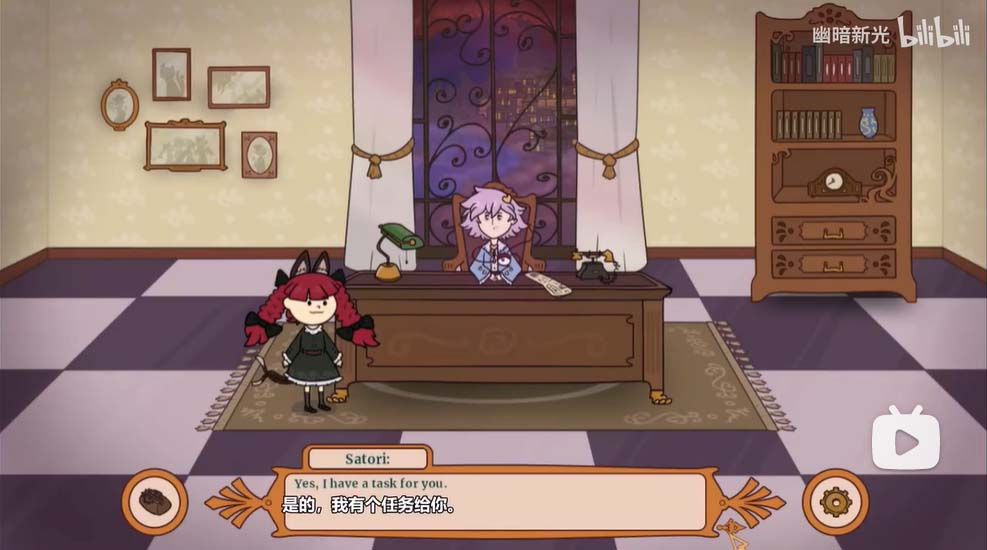 幽暗新光 bilibili
Satori:
Yes, I have a task for you.
是的，我有个任务给你。